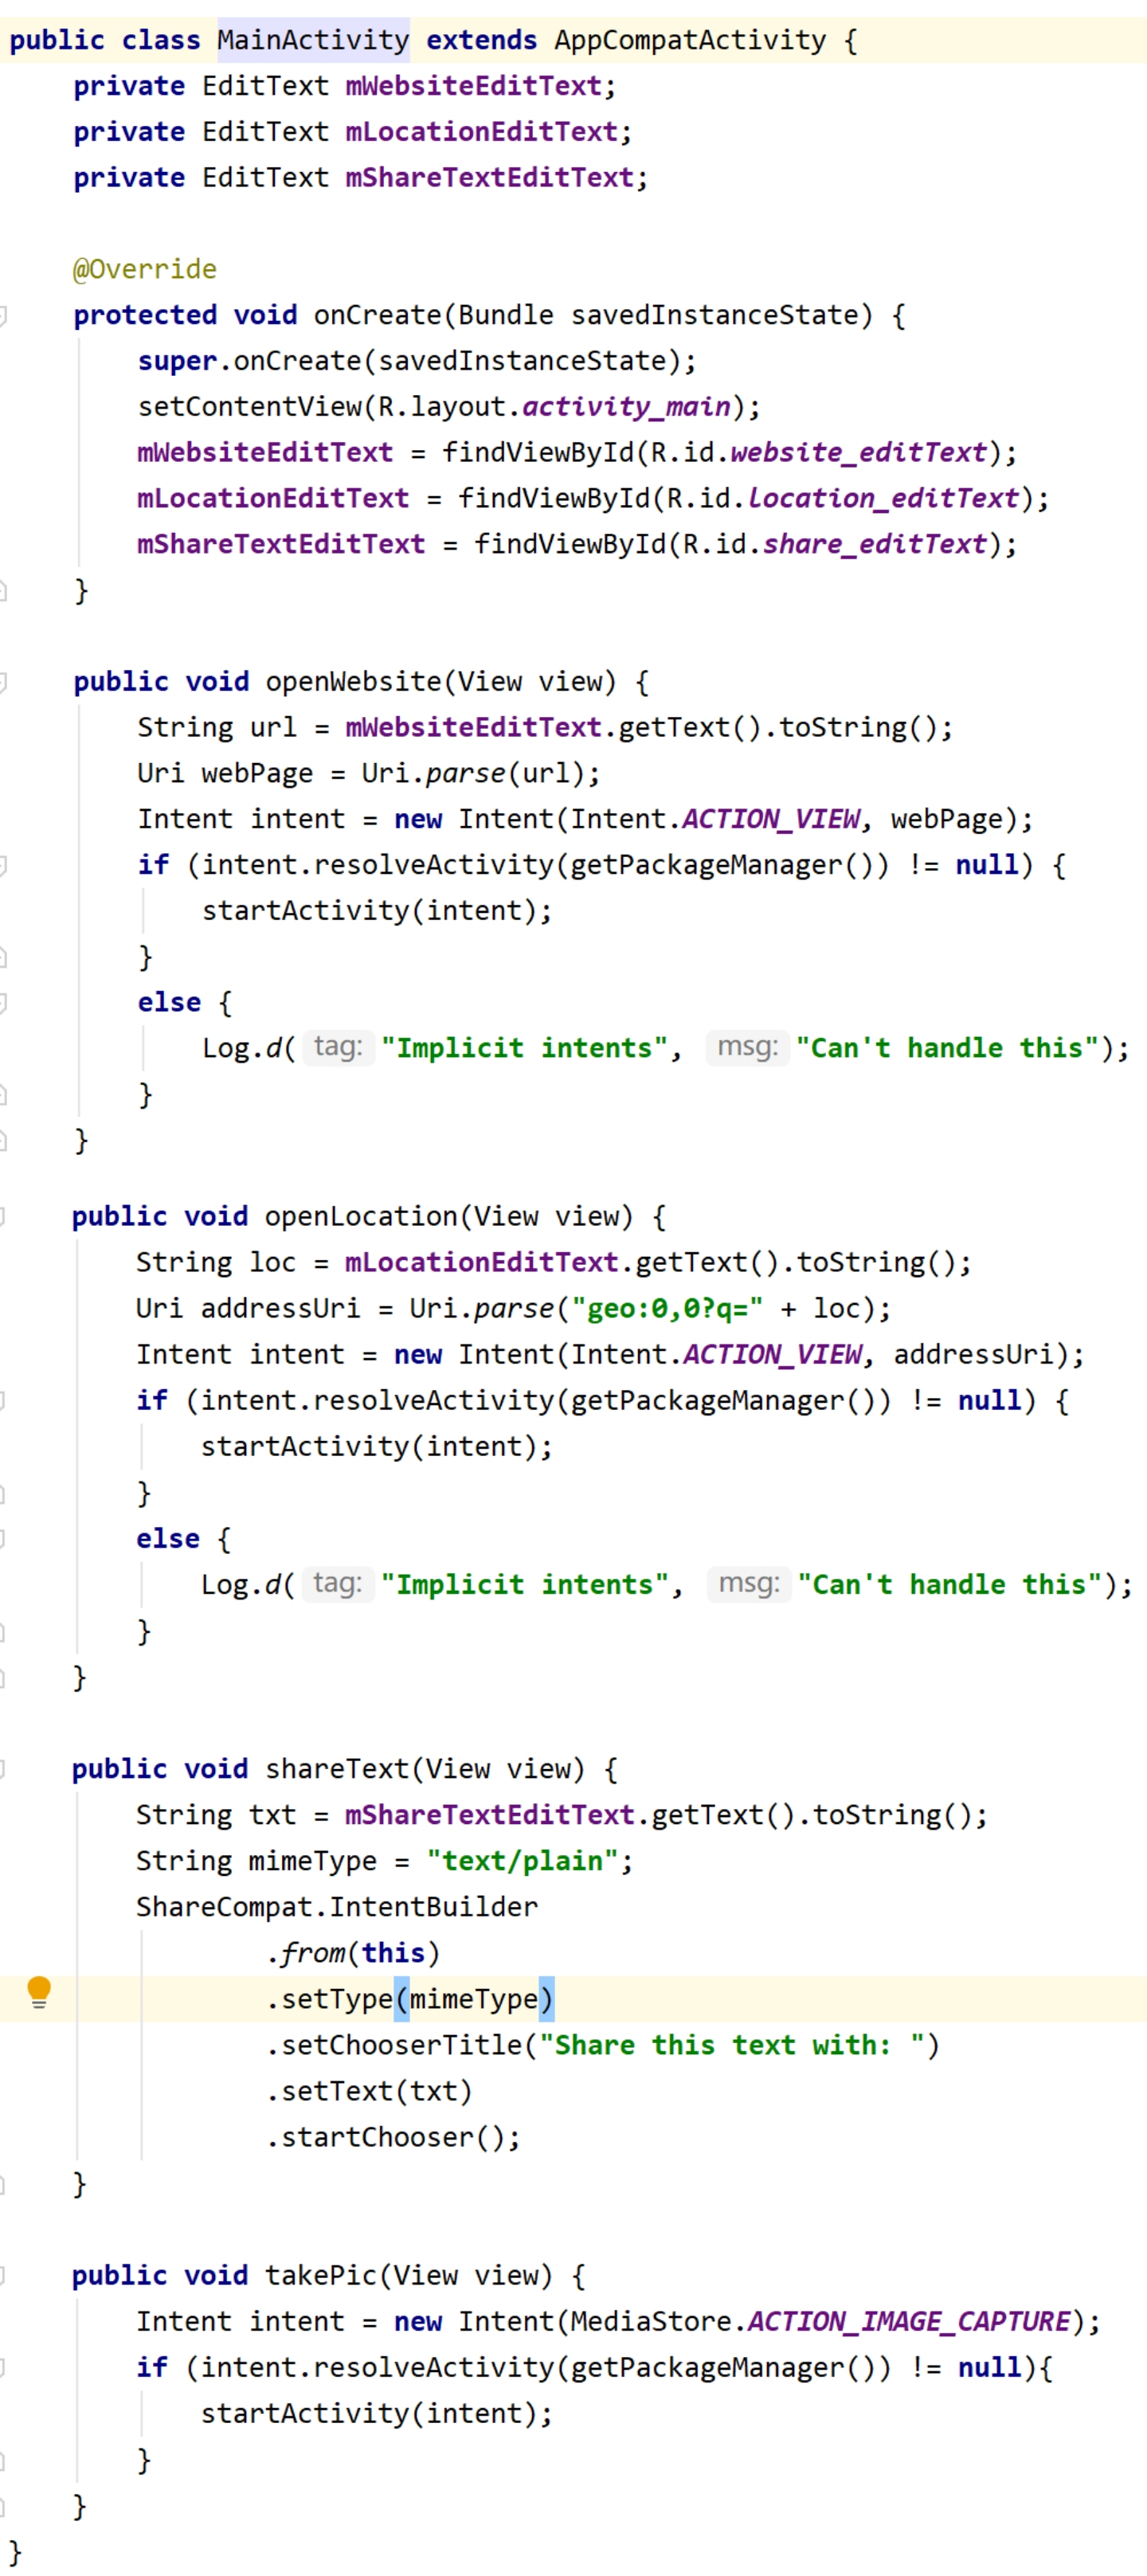 public class MainActivity extends AppCompatActivity {
    private EditText mWebsiteEditText;
    private EditText mLocationEditText;
    private EditText mShareTextEditText;

    @Override
    protected void onCreate(Bundle savedInstanceState) {
        super.onCreate(savedInstanceState);
        setContentView(R.layout.activity_main);
        mWebsiteEditText = findViewById(R.id.website_editText);
        mLocationEditText = findViewById(R.id.location_editText);
        mShareTextEditText = findViewById(R.id.share_editText);
    }

    public void openWebsite(View view) {
        String url = mWebsiteEditText.getText().toString();
        Uri webPage = Uri.parse(url);
        Intent intent = new Intent(Intent.ACTION_VIEW, webPage);
        if (intent.resolveActivity(getPackageManager()) != null) {
            startActivity(intent);
        }
        else {
            Log.d( tag: "Implicit intents", msg: "Can't handle this");
        }
    }

    public void openLocation(View view) {
        String loc = mLocationEditText.getText().toString();
        Uri addressUri = Uri.parse("geo:0,0?q=" + loc);
        Intent intent = new Intent(Intent.ACTION_VIEW, addressUri);
        if (intent.resolveActivity(getPackageManager()) != null) {
            startActivity(intent);
        }
        else {
            Log.d( tag: "Implicit intents", msg: "Can't handle this");
        }
    }

    public void shareText(View view) {
        String txt = mShareTextEditText.getText().toString();
        String mimeType = "text/plain";
        ShareCompat.IntentBuilder
                .from(this)
                .setType(mimeType)
                .setChooserTitle("Share this text with: ")
                .setText(txt)
                .startChooser();
    }

    public void takePic(View view) {
        Intent intent = new Intent(MediaStore.ACTION_IMAGE_CAPTURE);
        if (intent.resolveActivity(getPackageManager()) != null){
            startActivity(intent);
        }
    }
}